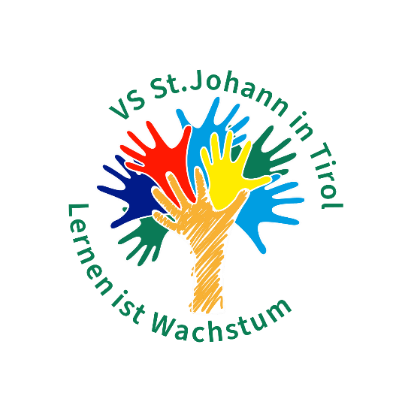 VS St.Johann in Tirol
Lernen ist Wachstum